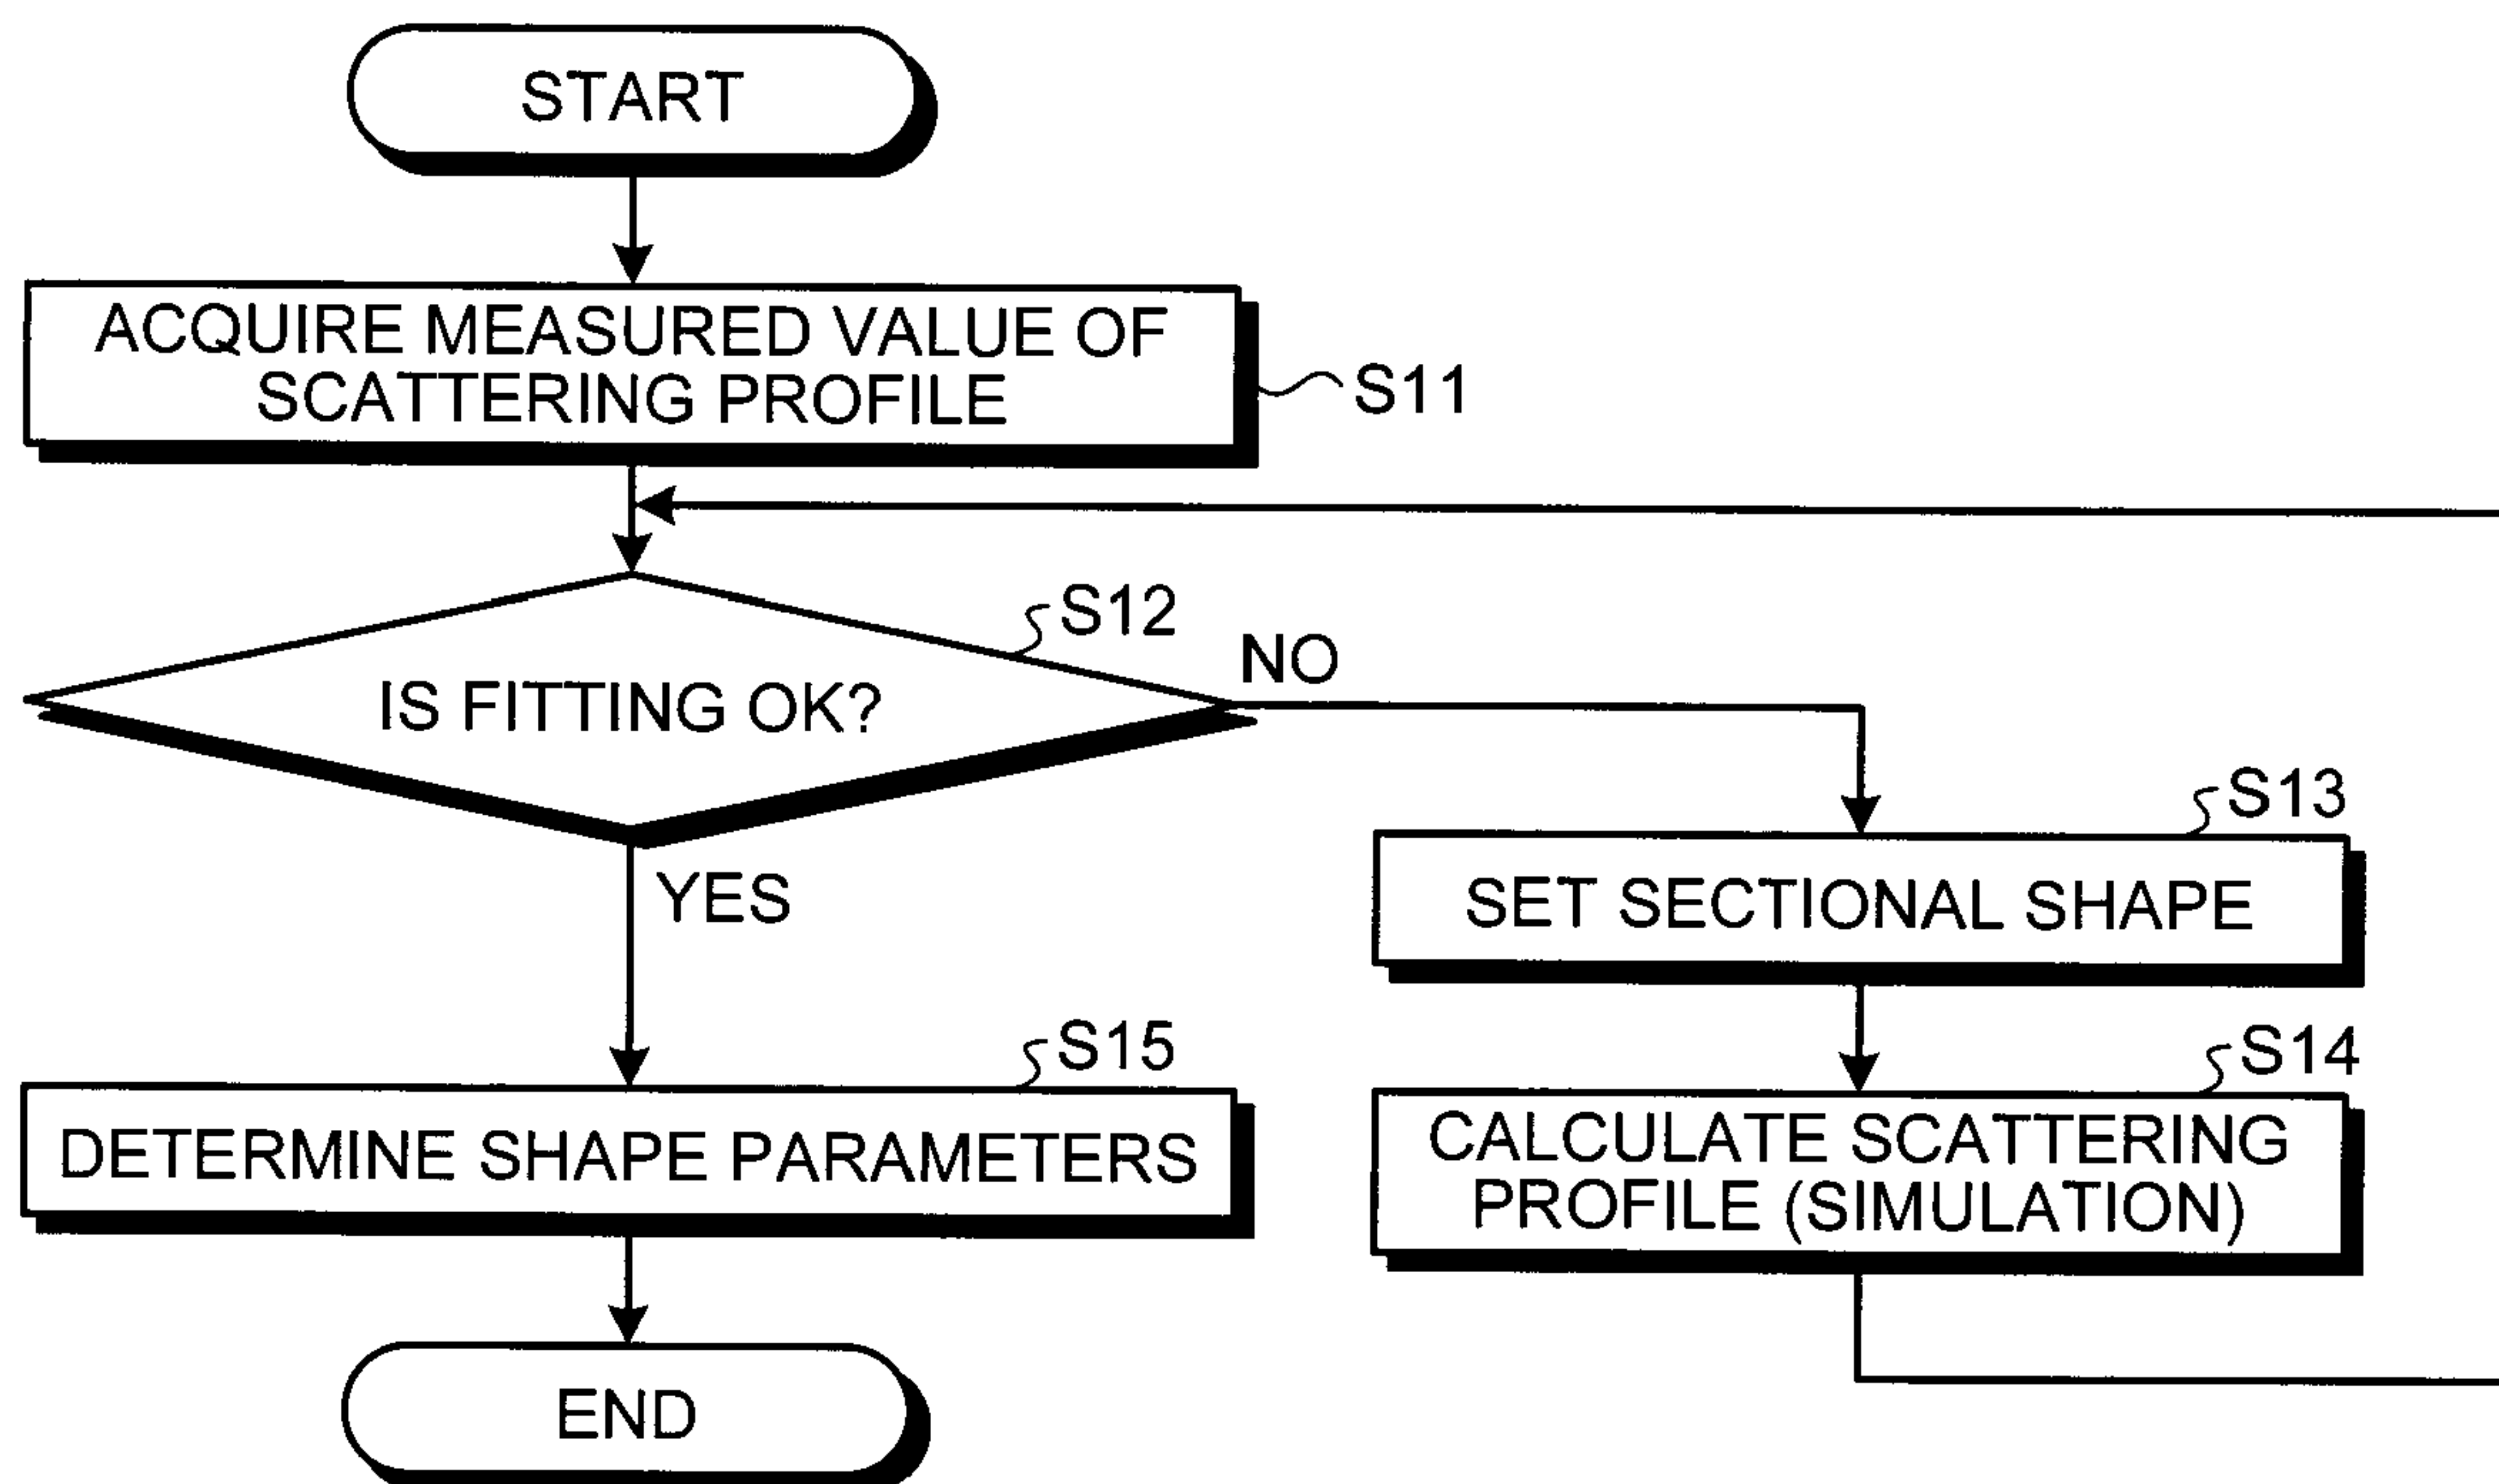 START
ACQUIRE MEASURED VALUE OF
SCATTERING PROFILE
S11
S12
IS FITTING OK?
NO
YES
S13
SET SECTIONAL SHAPE
S14
CALCULATE SCATTERING
PROFILE (SIMULATION)
S15
DETERMINE SHAPE PARAMETERS
END